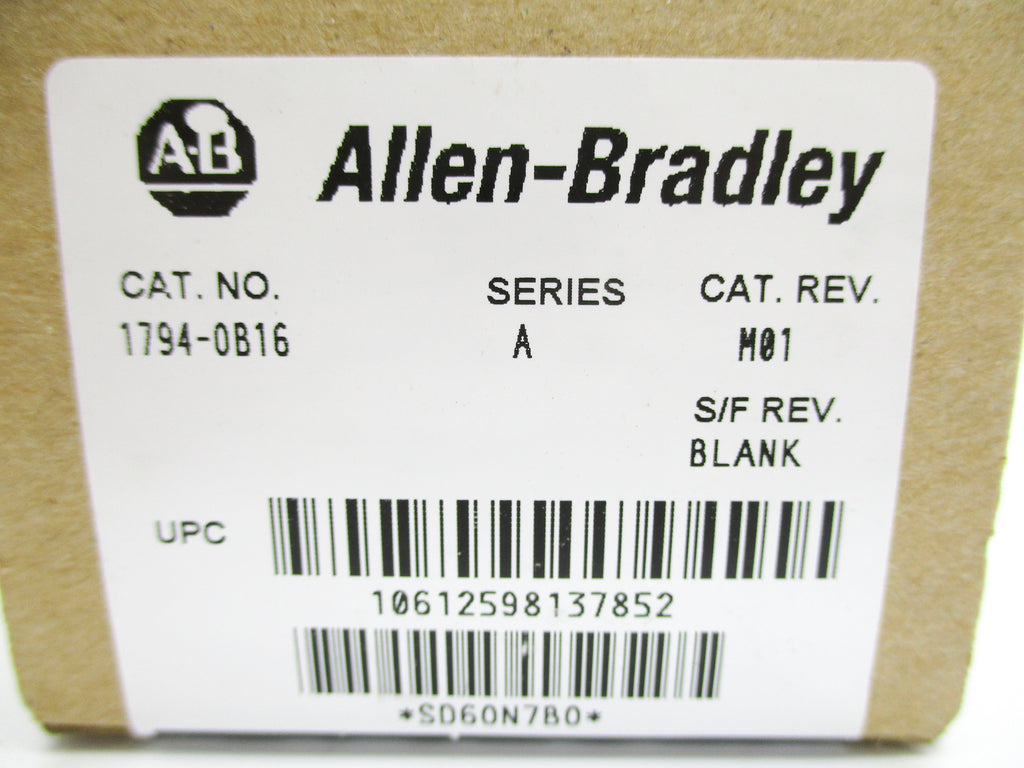 A-B Allen-Bradley
CAT. NO. SERIES CAT. REV.
1794-OB16 A M01
S/F REV.
BLANK
UPC
10612598137852
*SD60N7B0*